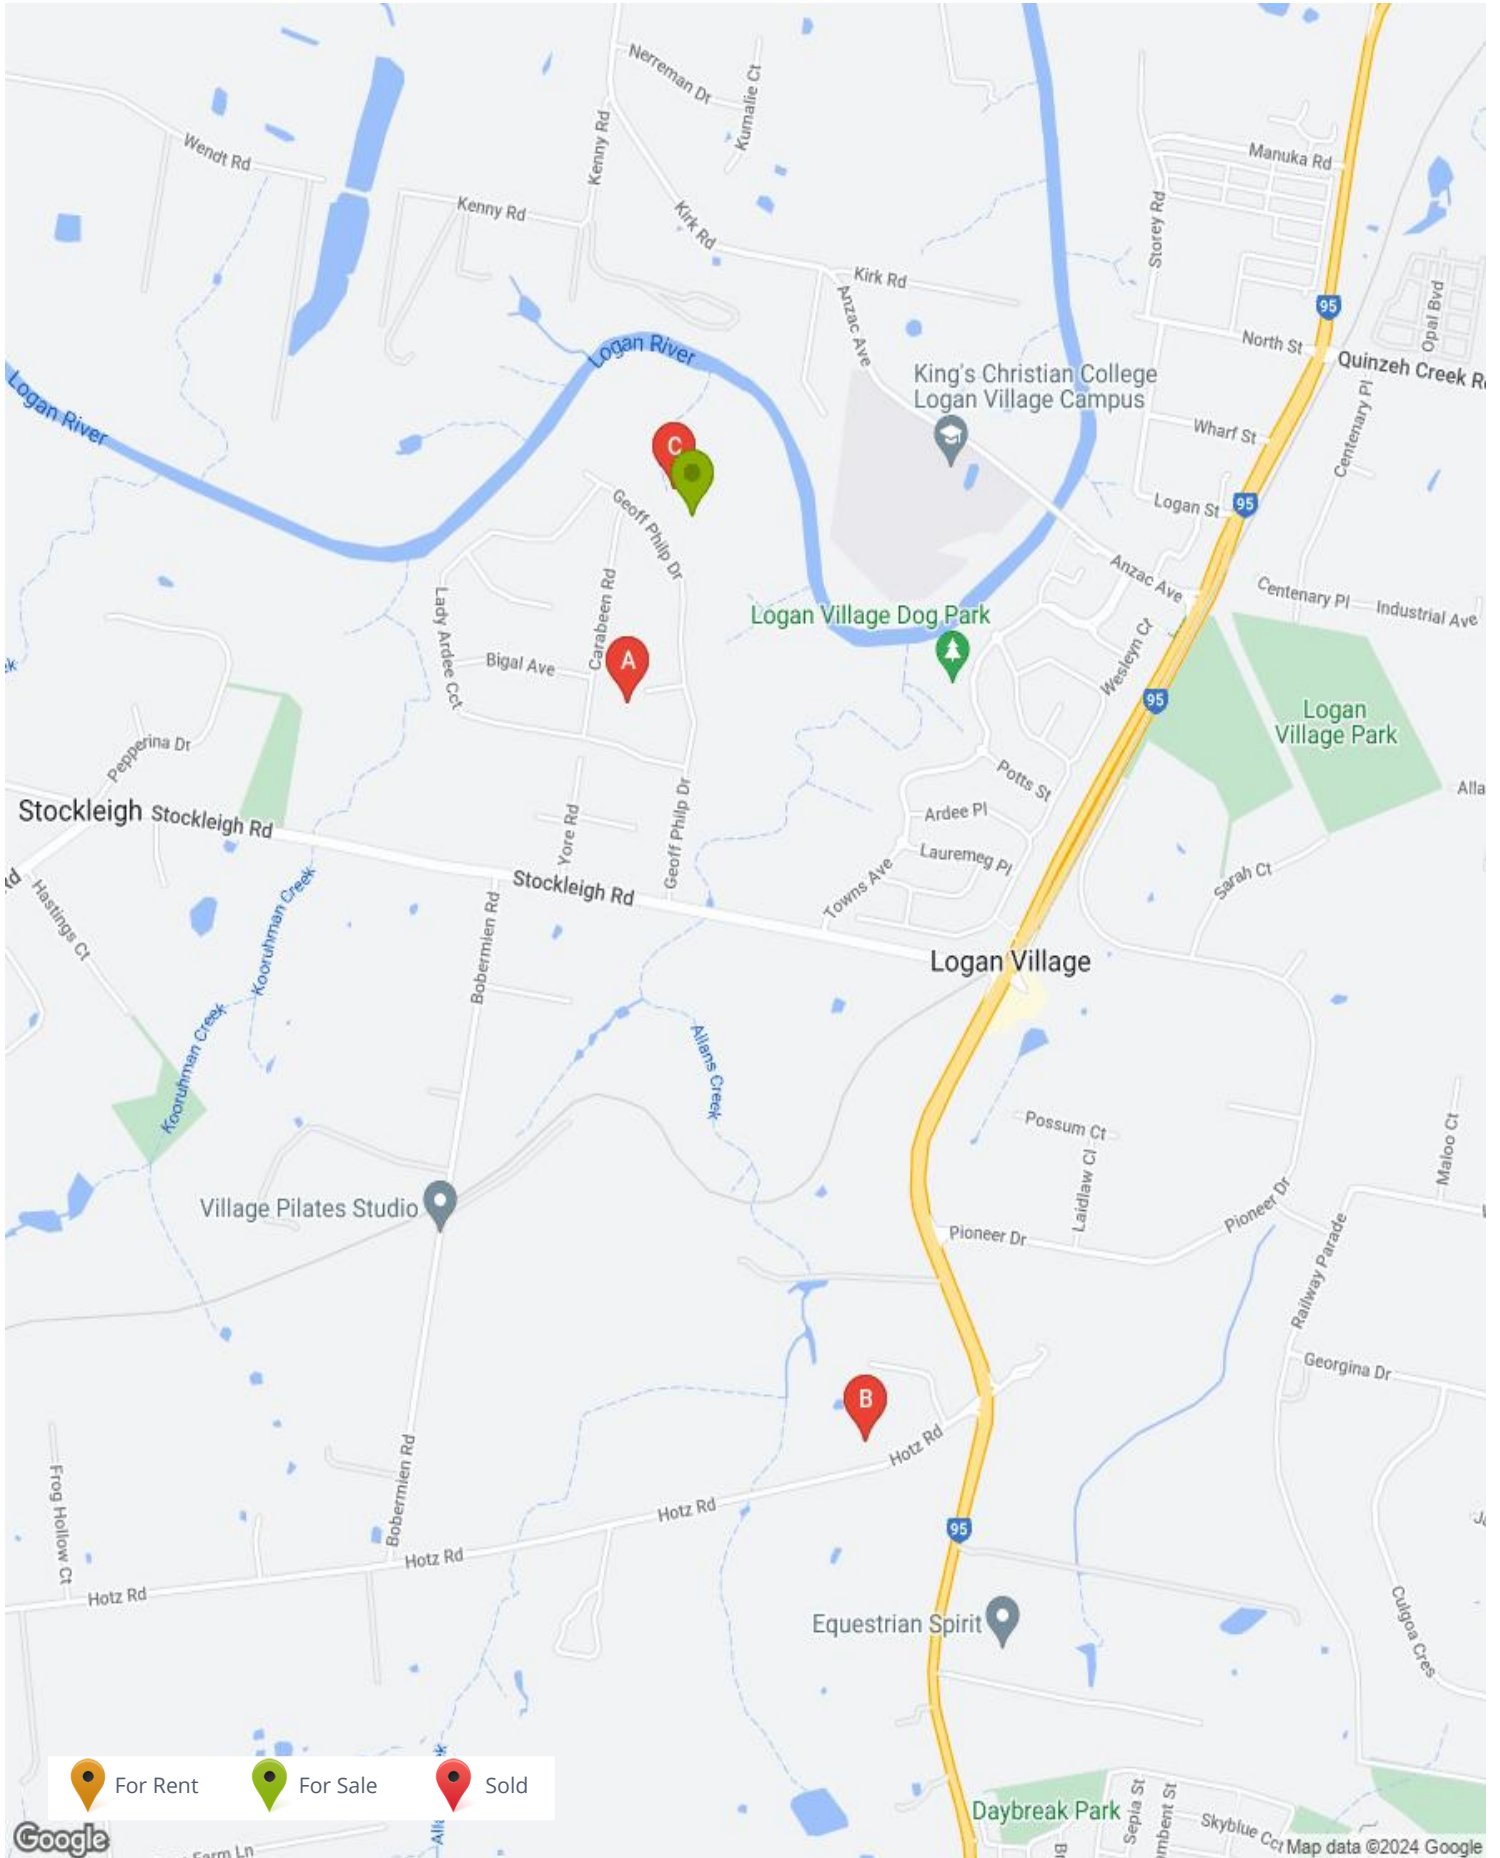 Nerreman Dr
Kumalie Ct
Wendt Rd
Kenny Rd
Manuka Rd
Kenny Rd
Kirk Rd
Storey Rd
Kirk Rd
Anzac Ave
95
Opal Bvd
North St
Quinzeh Creek R
Logan River
Logan River
King's Christian College
Logan Village Campus
Centenary Pl
Wharf St
C
Geoff Philp Dr
Logan St
95
Anzac Ave
Centenary Pl
Industrial Ave
Lady Ardee Cct
Carabeen Rd
Logan Village Dog Park
Bigal Ave
A
Wesleyn Cr
95
Logan
Village Park
Pepperina Dr
Potts St
Stockleigh
Stockleigh Rd
Yore Rd
Geoff Philp Dr
Ardee Pl
Lauremeg Pl
Alla
Sarah Ct
Towns Ave
Stockleigh Rd
Hastings Ct
Kooruhman Creek
Bobermien Rd
Logan Village
Kooruhman Creek
Allans Creek
Possum Ct
Laidlaw Cl
Maloo Ct
Village Pilates Studio
Pioneer Dr
Pioneer Dr
Railway Parade
Georgina Dr
B
Hotz Rd
Bobermien Rd
Frog Hollow Ct
Hotz Rd
95
Hotz Rd
Hotz Rd
Equestrian Spirit
Culgoa Cres
For Rent
For Sale
Sold
Daybreak Park
Sepia St
mbent St
Skyblue Cct
Google
Farm Ln
Map data ©2024 Google